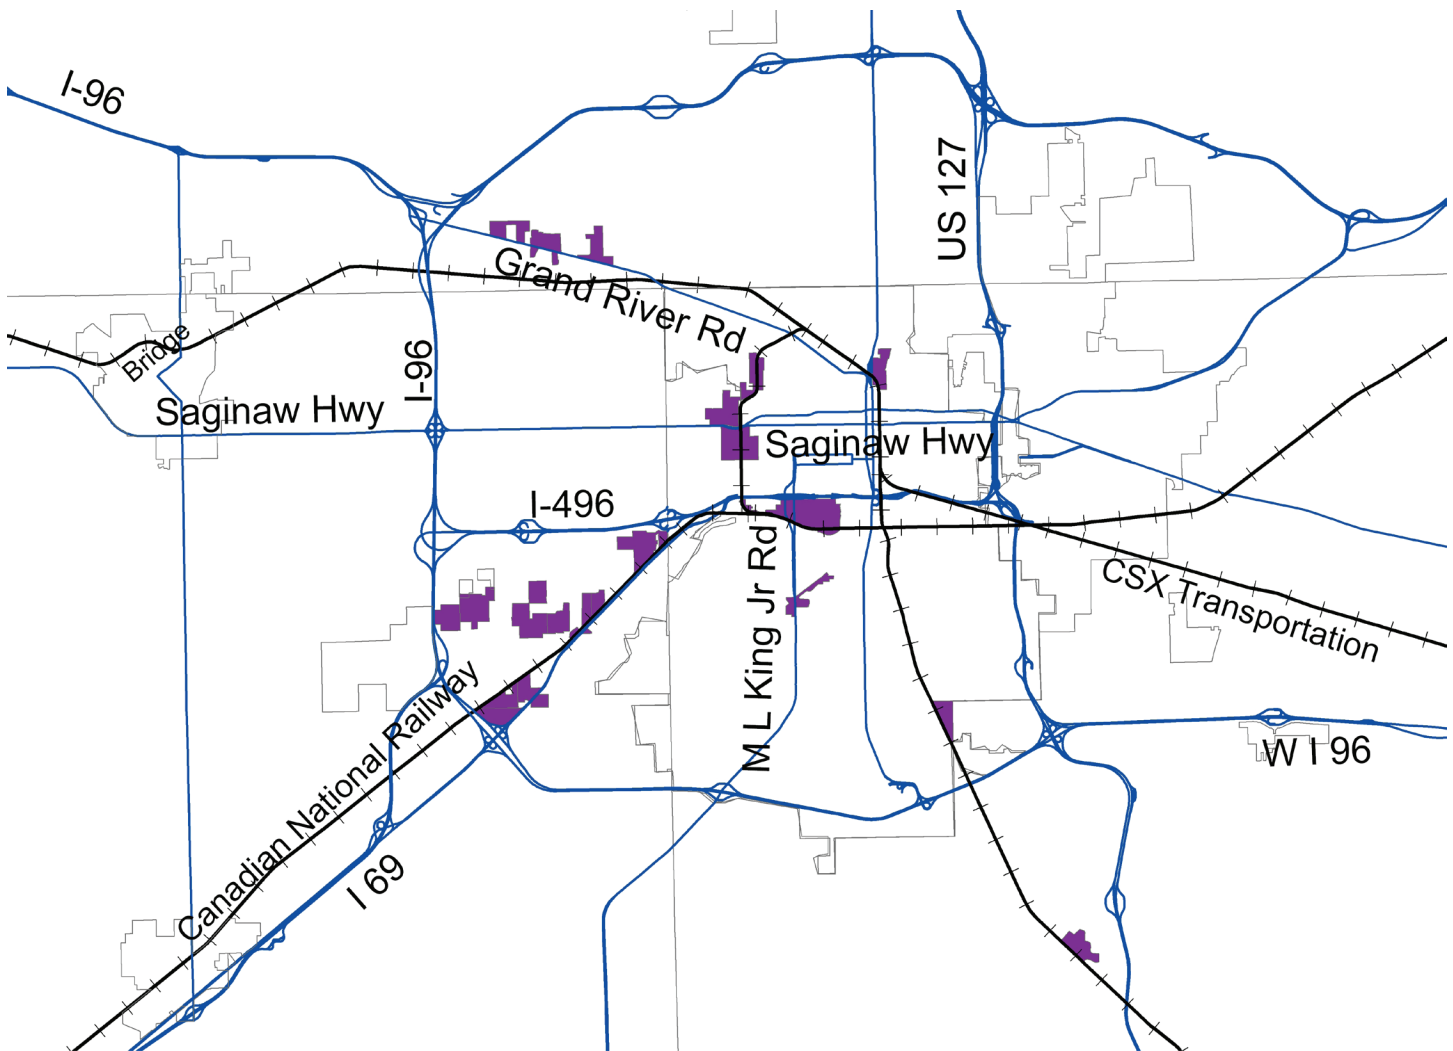 I-96
US 127
Grand River Rd
Bridge
I-96
Saginaw Hwy
Saginaw Hwy
I-496
M L King Jr Rd
CSX Transportation
Canadian National Railway
W I 96
I 69